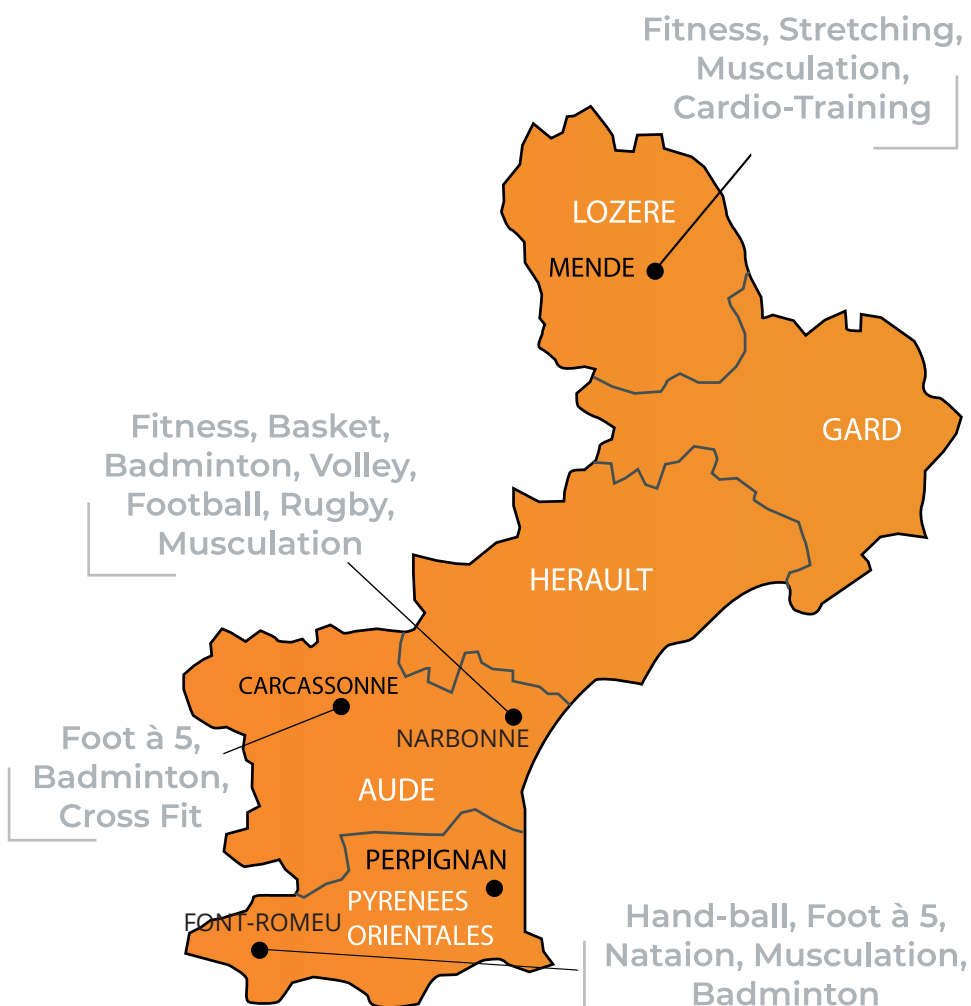 Fitness, Stretching,
Musculation,
Cardio-Training
LOZERE
MENDE
GARD
Fitness, Basket,
Badminton, Volley,
Football, Rugby,
Musculation
HERAULT
CARCASSONNE
NARBONNE
Foot à 5,
Badminton,
Cross Fit
AUDE
PERPIGNAN
PYRENEES
ORIENTALES
FONT-ROMEU
Hand-ball, Foot à 5,
Nataion, Musculation,
Badminton